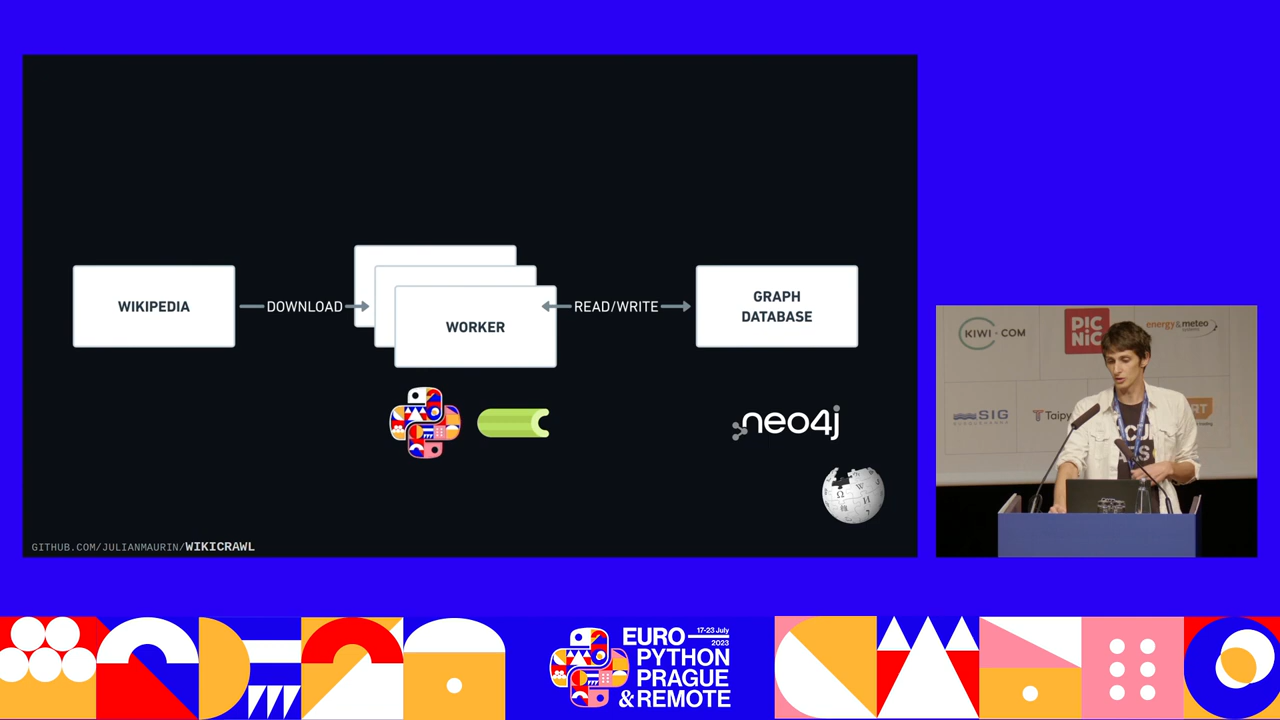 WIKIPEDIA
DOWNLOAD
WORKER
READ/WRITE
GRAPH
DATABASE
neo4j
GITHUB.COM/JULIANMAURIN/WIKICRAWL
KIWI.COM
PIC
NIC
energy & meteo
SIG
Taipy
EURO
17-23 July
2023
PYTHON
PRAGUE
& REMOTE